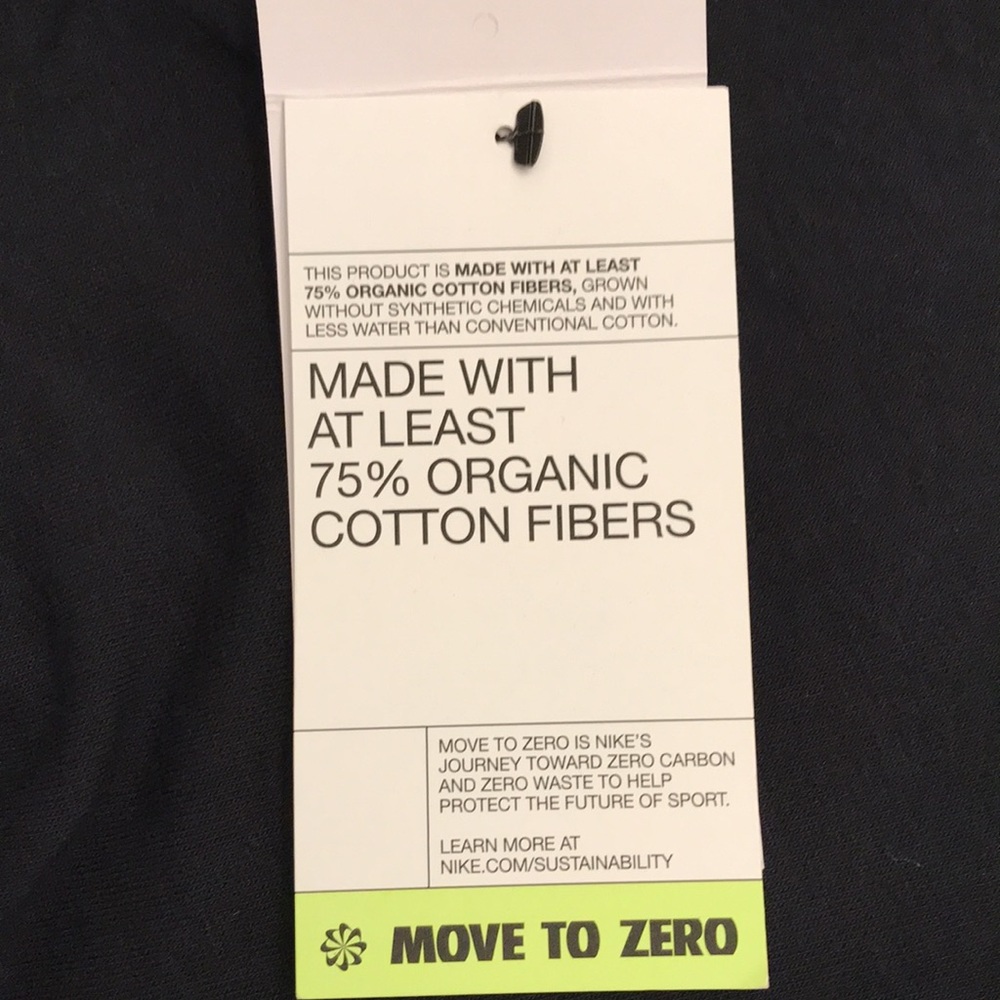 THIS PRODUCT IS MADE WITH AT LEAST
75% ORGANIC COTTON FIBERS, GROWN
WITHOUT SYNTHETIC CHEMICALS AND WITH
LESS WATER THAN CONVENTIONAL COTTON.
MADE WITH
AT LEAST
75% ORGANIC
COTTON FIBERS
MOVE TO ZERO IS NIKE'S
JOURNEY TOWARD ZERO CARBON
AND ZERO WASTE TO HELP
PROTECT THE FUTURE OF SPORT.
LEARN MORE AT
NIKE.COM/SUSTAINABILITY
MOVE TO ZERO